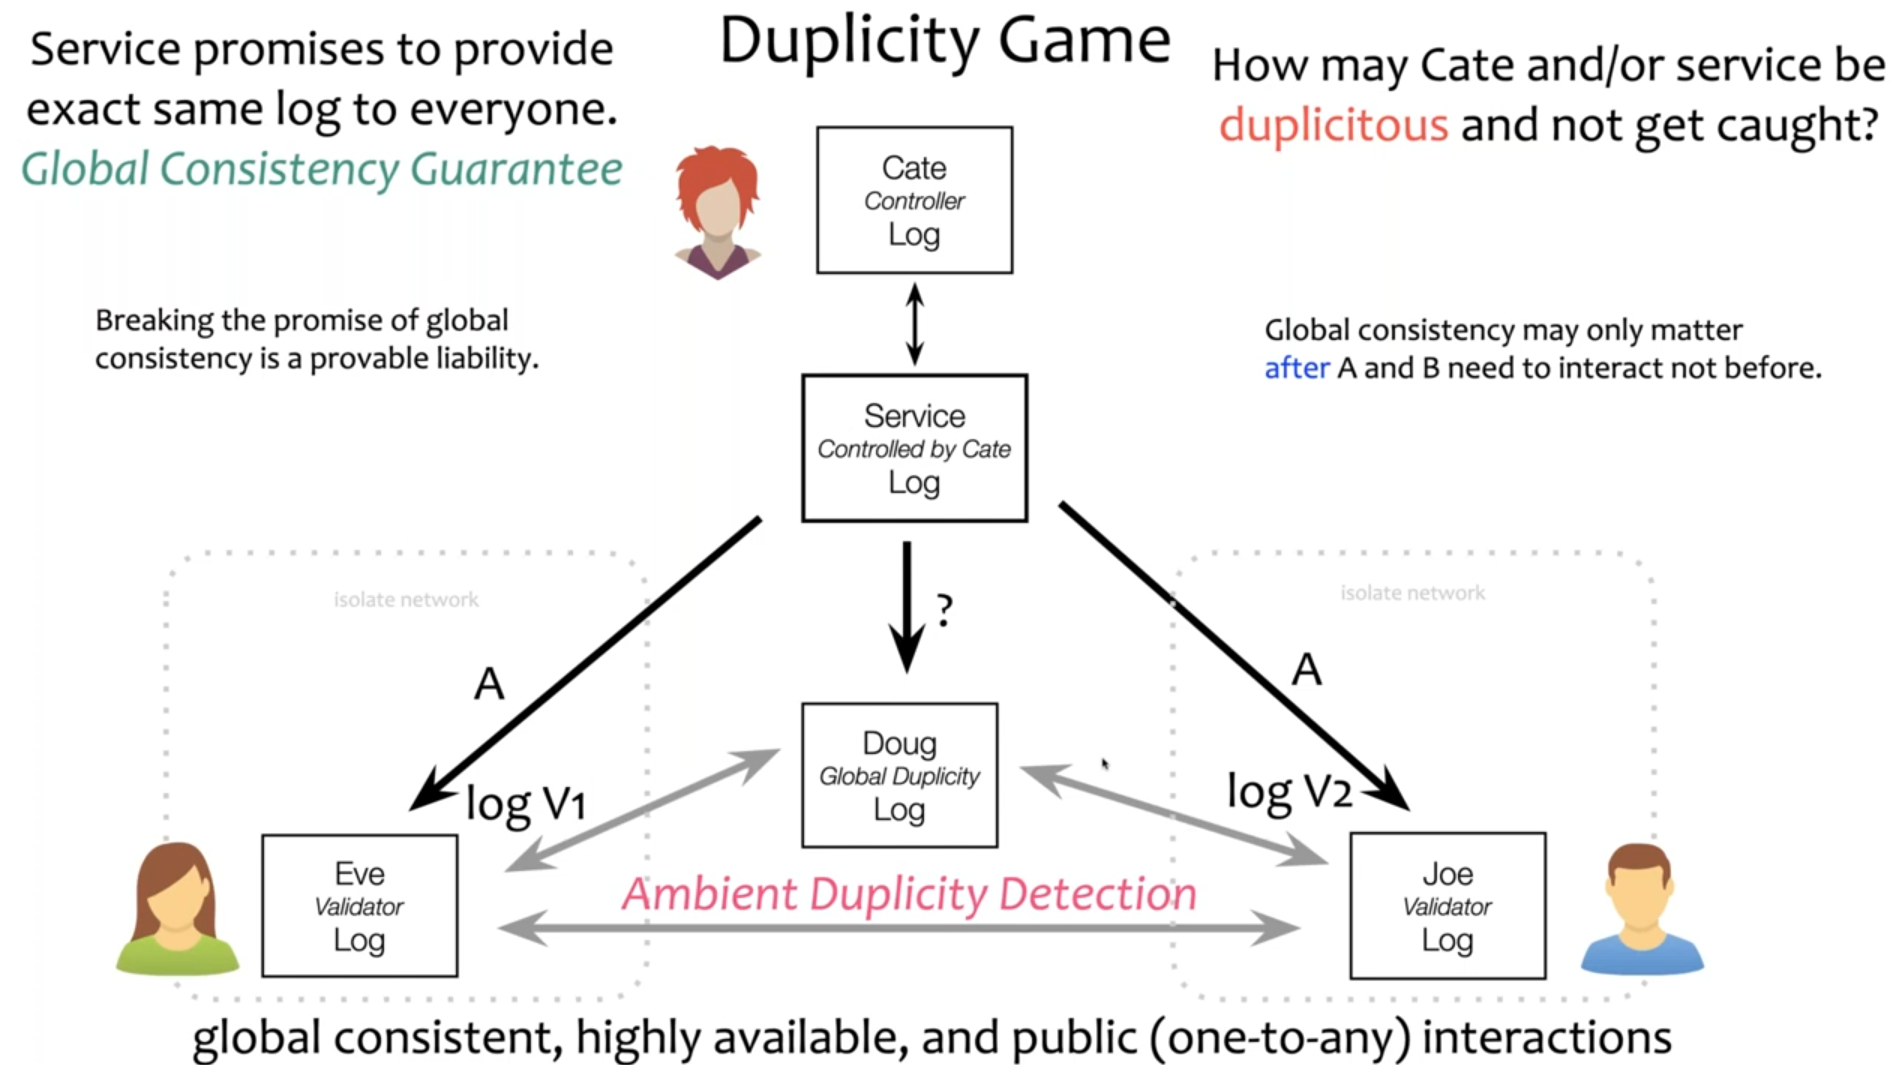 Duplicity Game
Service promises to provide
exact same log to everyone.
Global Consistency Guarantee
How may Cate and/or service be
duplicitous and not get caught?
Cate
Controller
Log
Breaking the promise of global
consistency is a provable liability.
Global consistency may only matter
after A and B need to interact not before.
Service
Controlled by Cate
Log
isolate network
isolate network
?
A
A
log V1
log V2
Doug
Global Duplicity
Log
Eve
Validator
Log
Ambient Duplicity Detection
Joe
Validator
Log
global consistent, highly available, and public (one-to-any) interactions